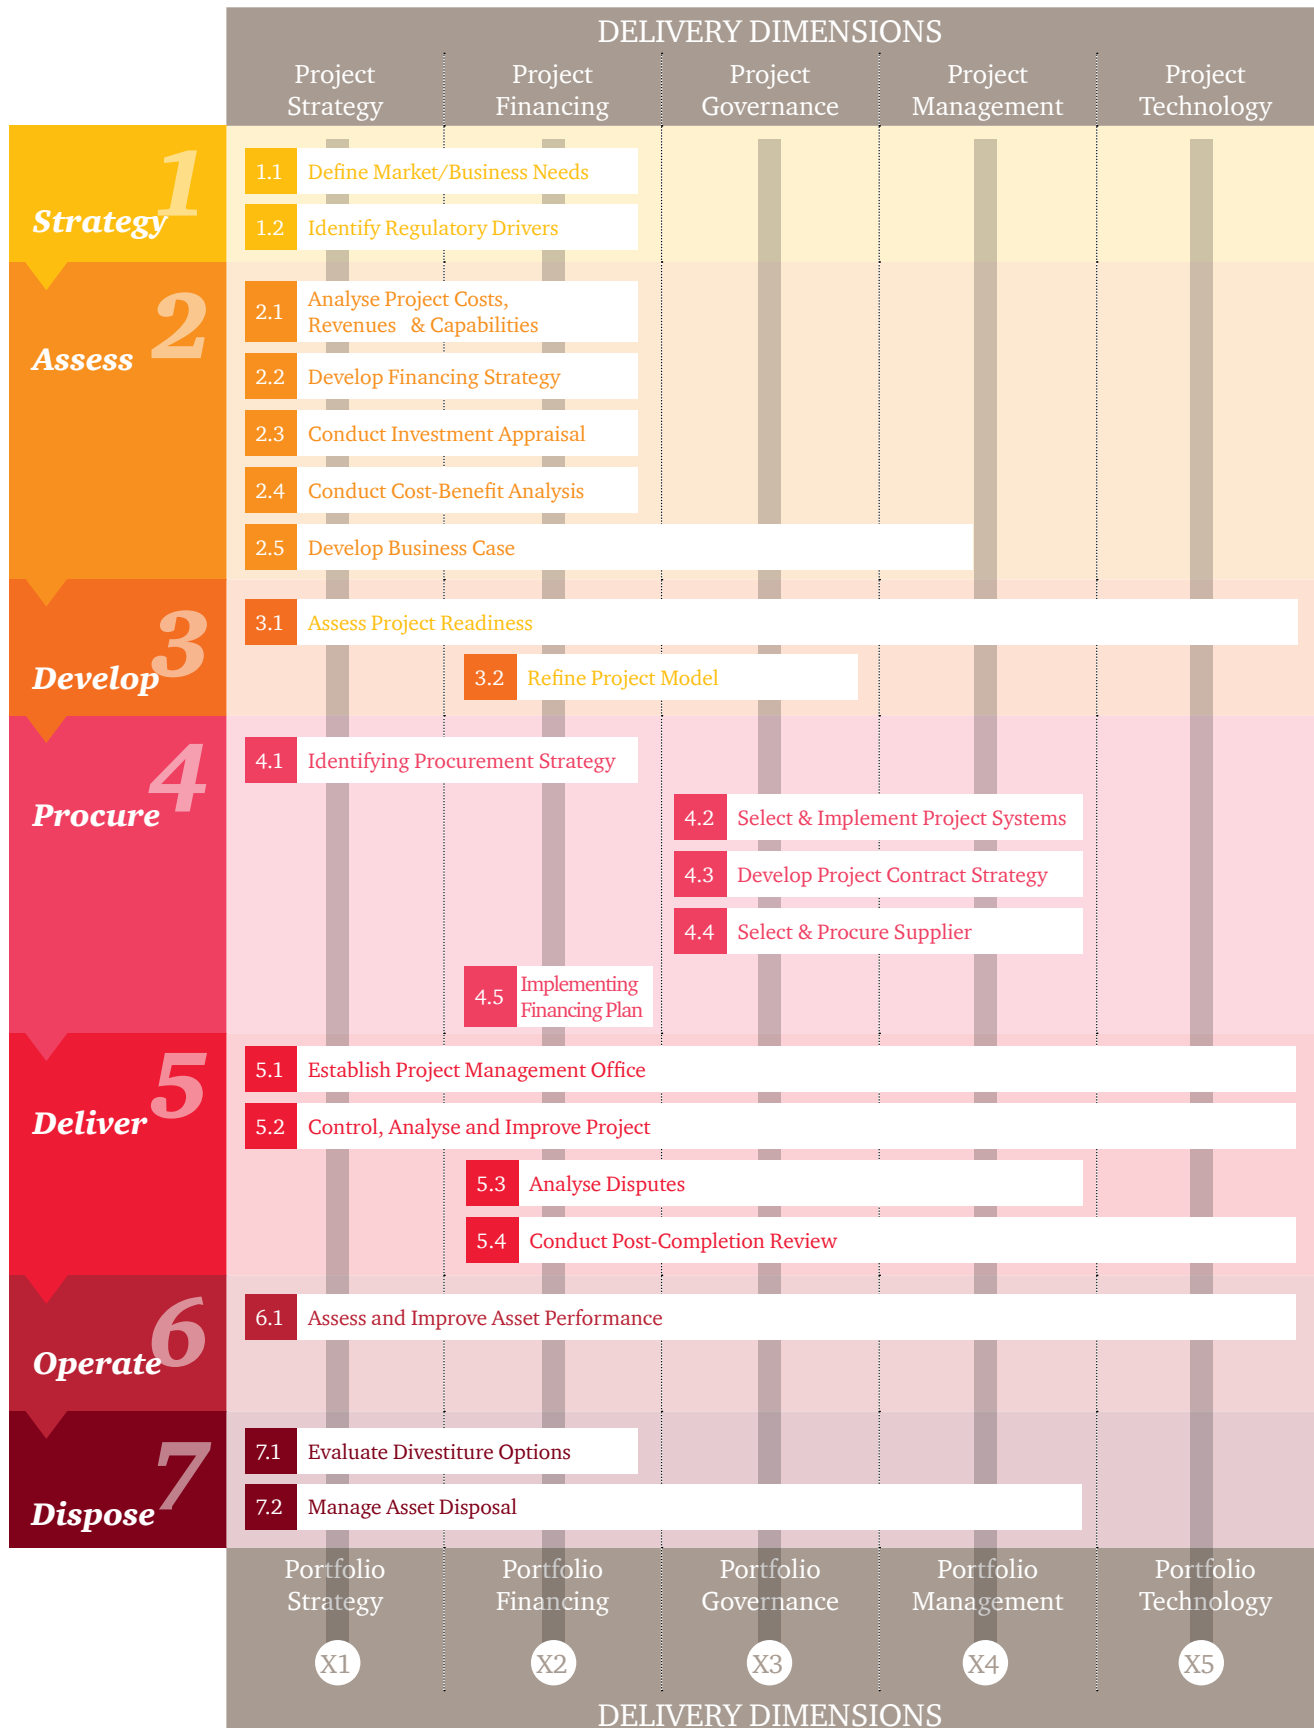 DELIVERY DIMENSIONS
Project Strategy
Project Financing
Project Governance
Project Management
Project Technology
1
Strategy
1.1 Define Market/Business Needs
1.2 Identify Regulatory Drivers
2
Assess
2.1 Analyse Project Costs,
Revenues & Capabilities
2.2 Develop Financing Strategy
2.3 Conduct Investment Appraisal
2.4 Conduct Cost-Benefit Analysis
2.5 Develop Business Case
3
Develop
3.1 Assess Project Readiness
3.2 Refine Project Model
4
Procure
4.1 Identifying Procurement Strategy
4.2 Select & Implement Project Systems
4.3 Develop Project Contract Strategy
4.4 Select & Procure Supplier
4.5 Implementing
Financing Plan
5
Deliver
5.1 Establish Project Management Office
5.2 Control, Analyse and Improve Project
5.3 Analyse Disputes
5.4 Conduct Post-Completion Review
6
Operate
6.1 Assess and Improve Asset Performance
7
Dispose
7.1 Evaluate Divestiture Options
7.2 Manage Asset Disposal
Portfolio Strategy
Portfolio Financing
Portfolio Governance
Portfolio Management
Portfolio Technology
X1
X2
X3
X4
X5
DELIVERY DIMENSIONS